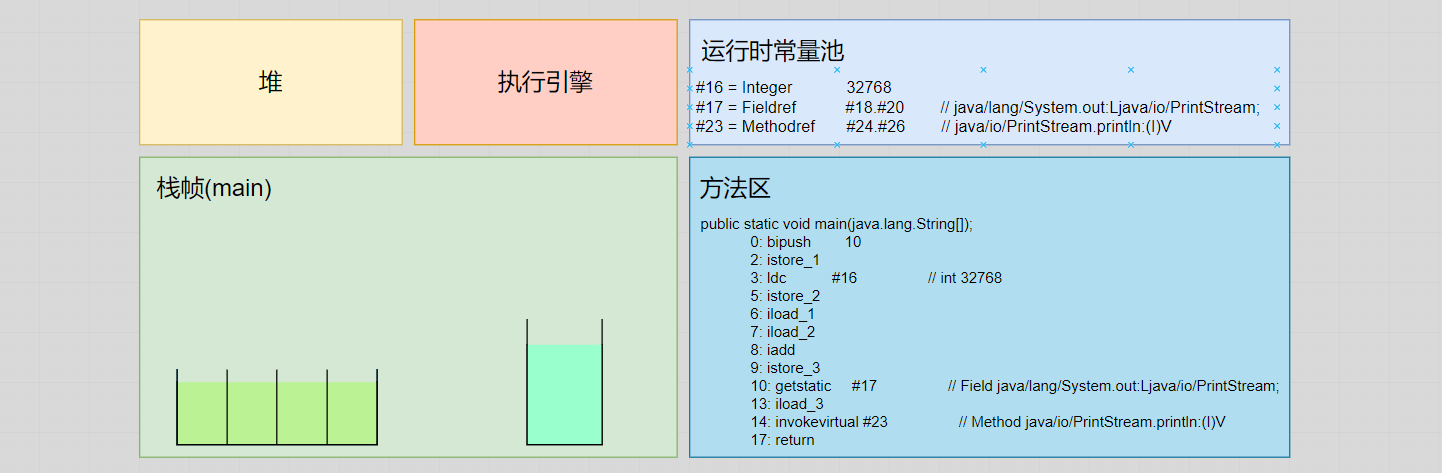 堆
执行引擎
运行时常量池
#16 = Integer 32768
#17 = Fieldref #18.#20 // java/lang/System.out:Ljava/io/PrintStream;
#23 = Methodref #24.#26 // java/io/PrintStream.println:(I)V
栈帧(main)
方法区
public static void main(java.lang.String[]);
0: bipush 10
2: istore_1
3: ldc #16 // int 32768
5: istore_2
6: iload_1
7: iload_2
8: iadd
9: istore_3
10: getstatic #17 // Field java/lang/System.out:Ljava/io/PrintStream;
13: iload_3
14: invokevirtual #23 // Method java/io/PrintStream.println:(I)V
17: return